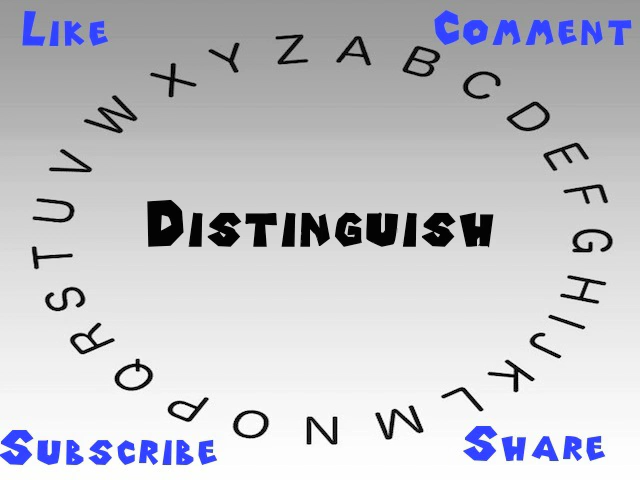 Like
Comment
A B C D E F G H I J K L M N O P Q R S T U V W X Y Z
Distinguish
Subscribe
Share